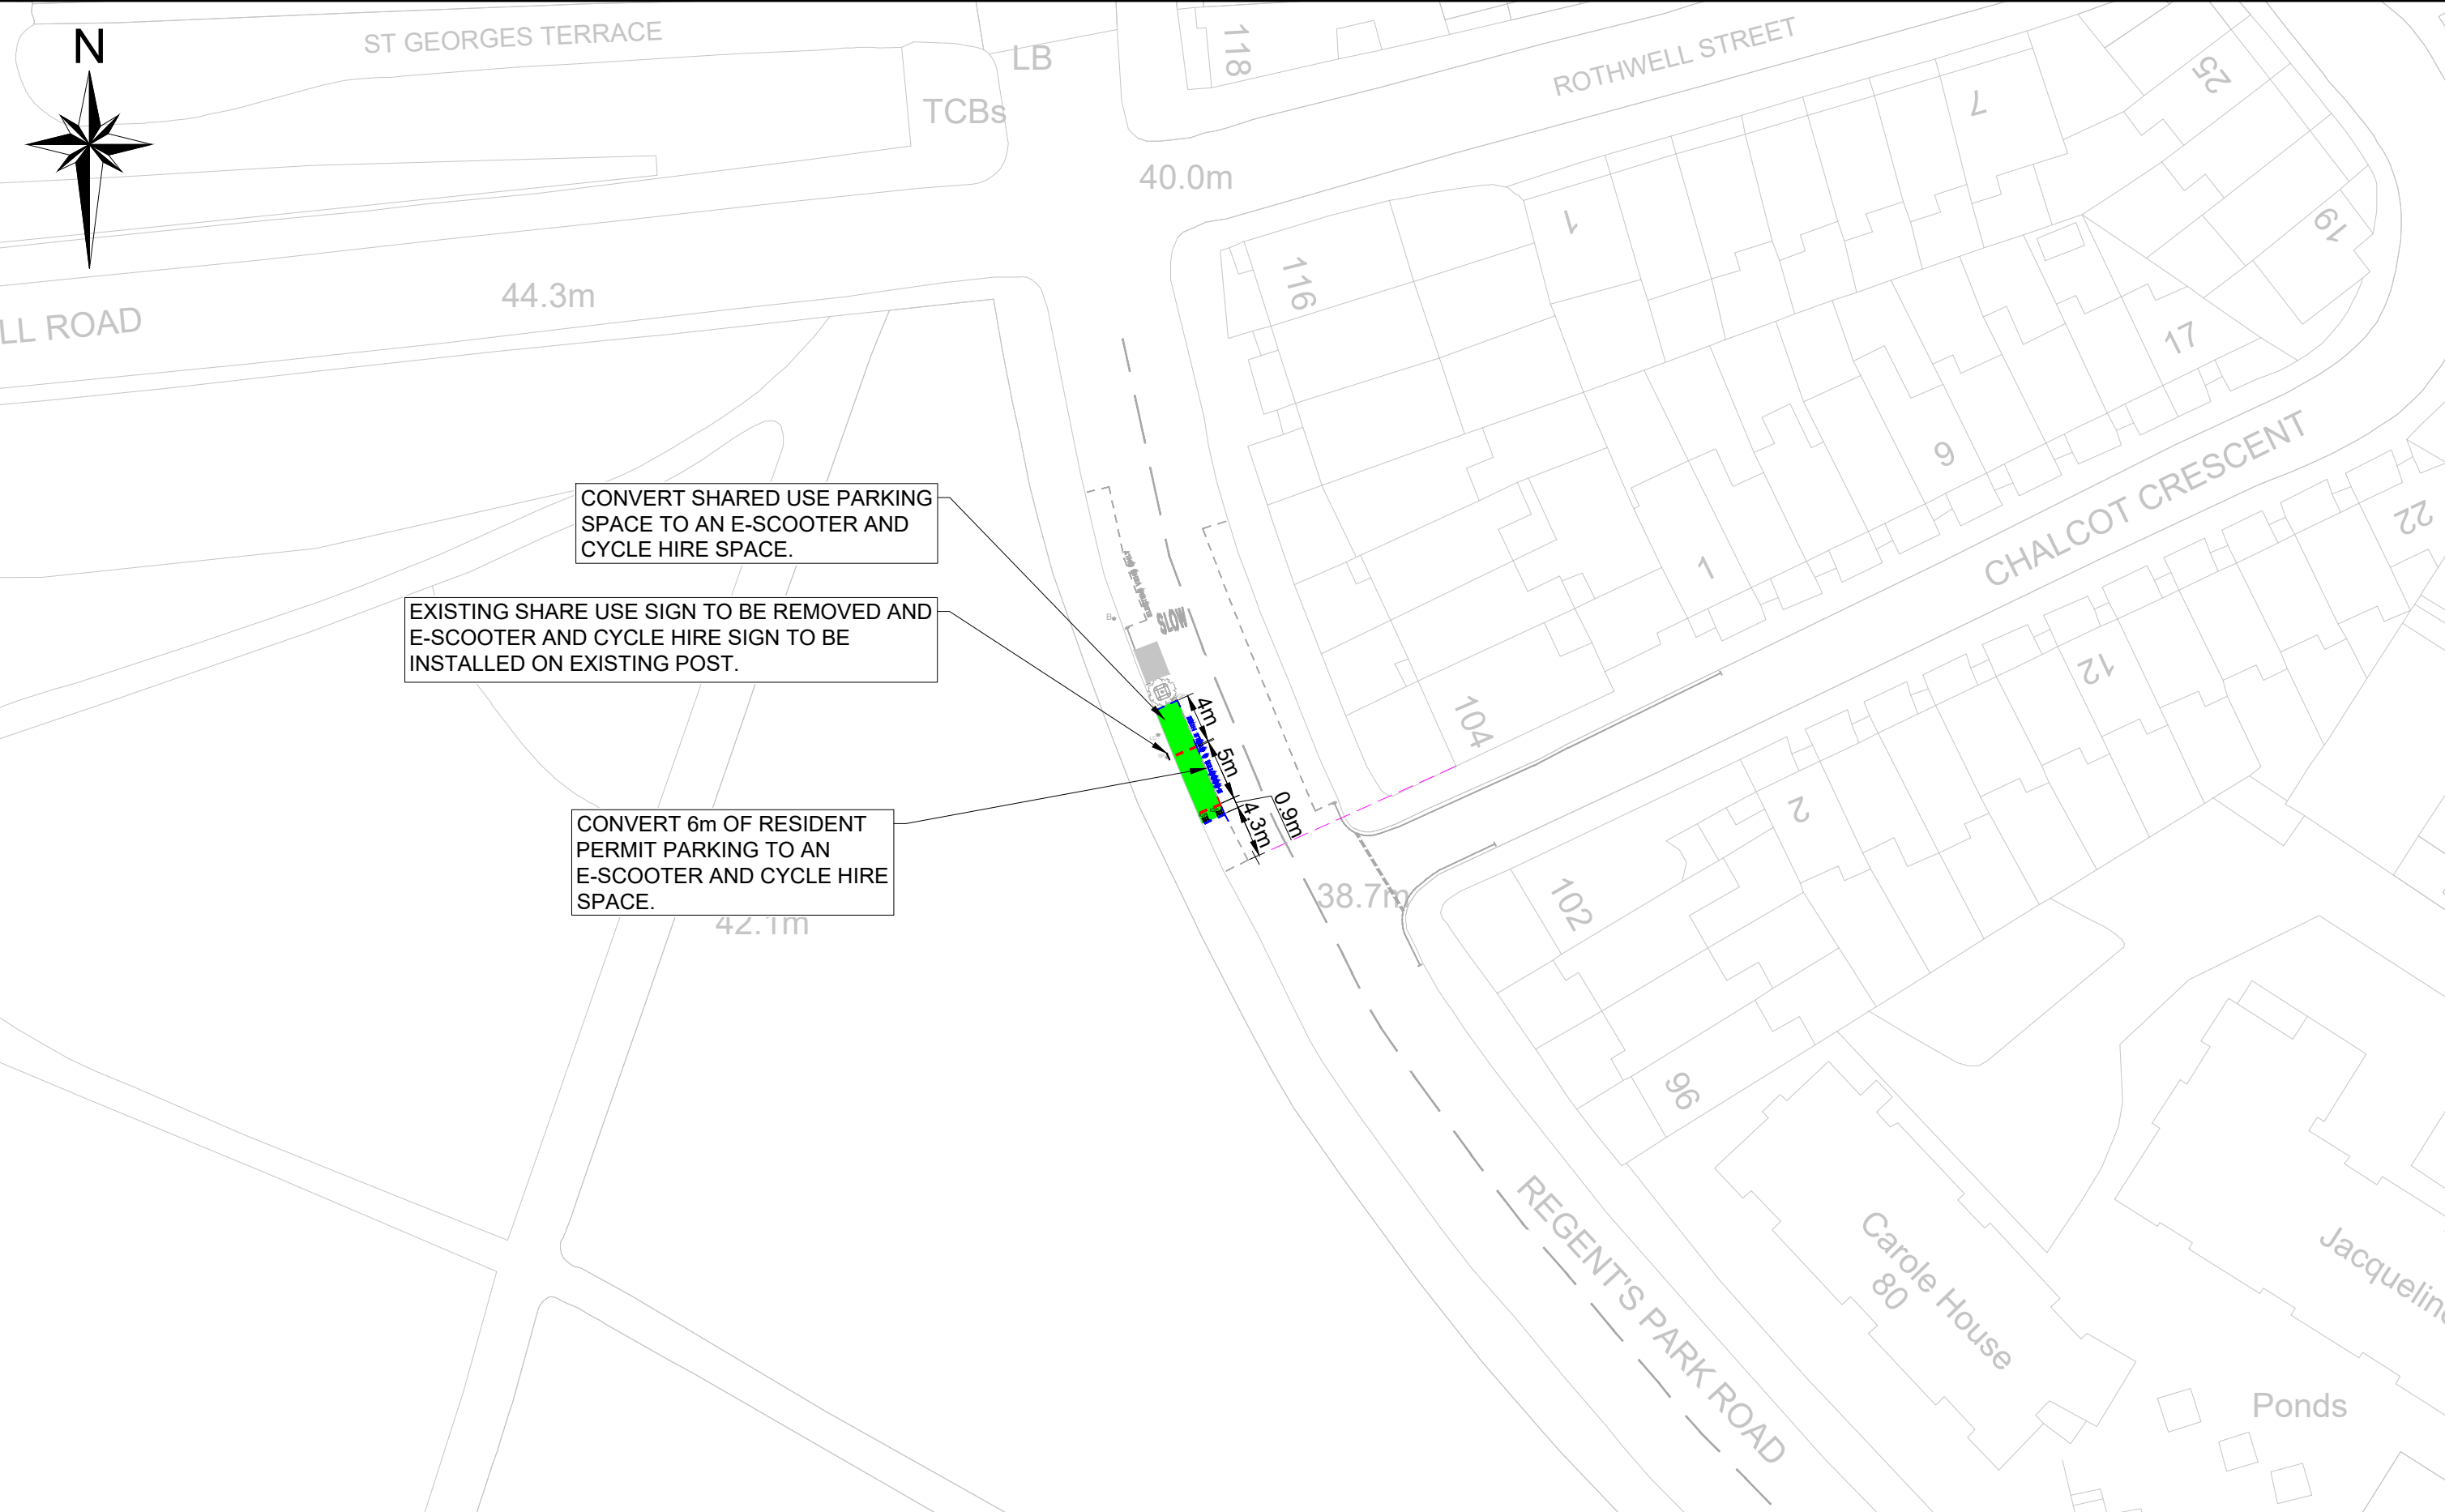 ST GEORGES TERRACE
N
LB
TCBs
118
ROTHWELL STREET
25
7
40.0m
19
1
116
44.3m
LL ROAD
17
9
CHALCOT CRESCENT
22
CONVERT SHARED USE PARKING
SPACE TO AN E-SCOOTER AND
CYCLE HIRE SPACE.
1
EXISTING SHARE USE SIGN TO BE REMOVED AND
E-SCOOTER AND CYCLE HIRE SIGN TO BE
INSTALLED ON EXISTING POST.
SLOW
12
104
4m
5m
4.3m
0.9m
2
CONVERT 6m OF RESIDENT
PERMIT PARKING TO AN
E-SCOOTER AND CYCLE HIRE
SPACE.
42.1m
38.7m
102
96
REGENT'S PARK ROAD
Carole House
80
Jacqueline
Ponds